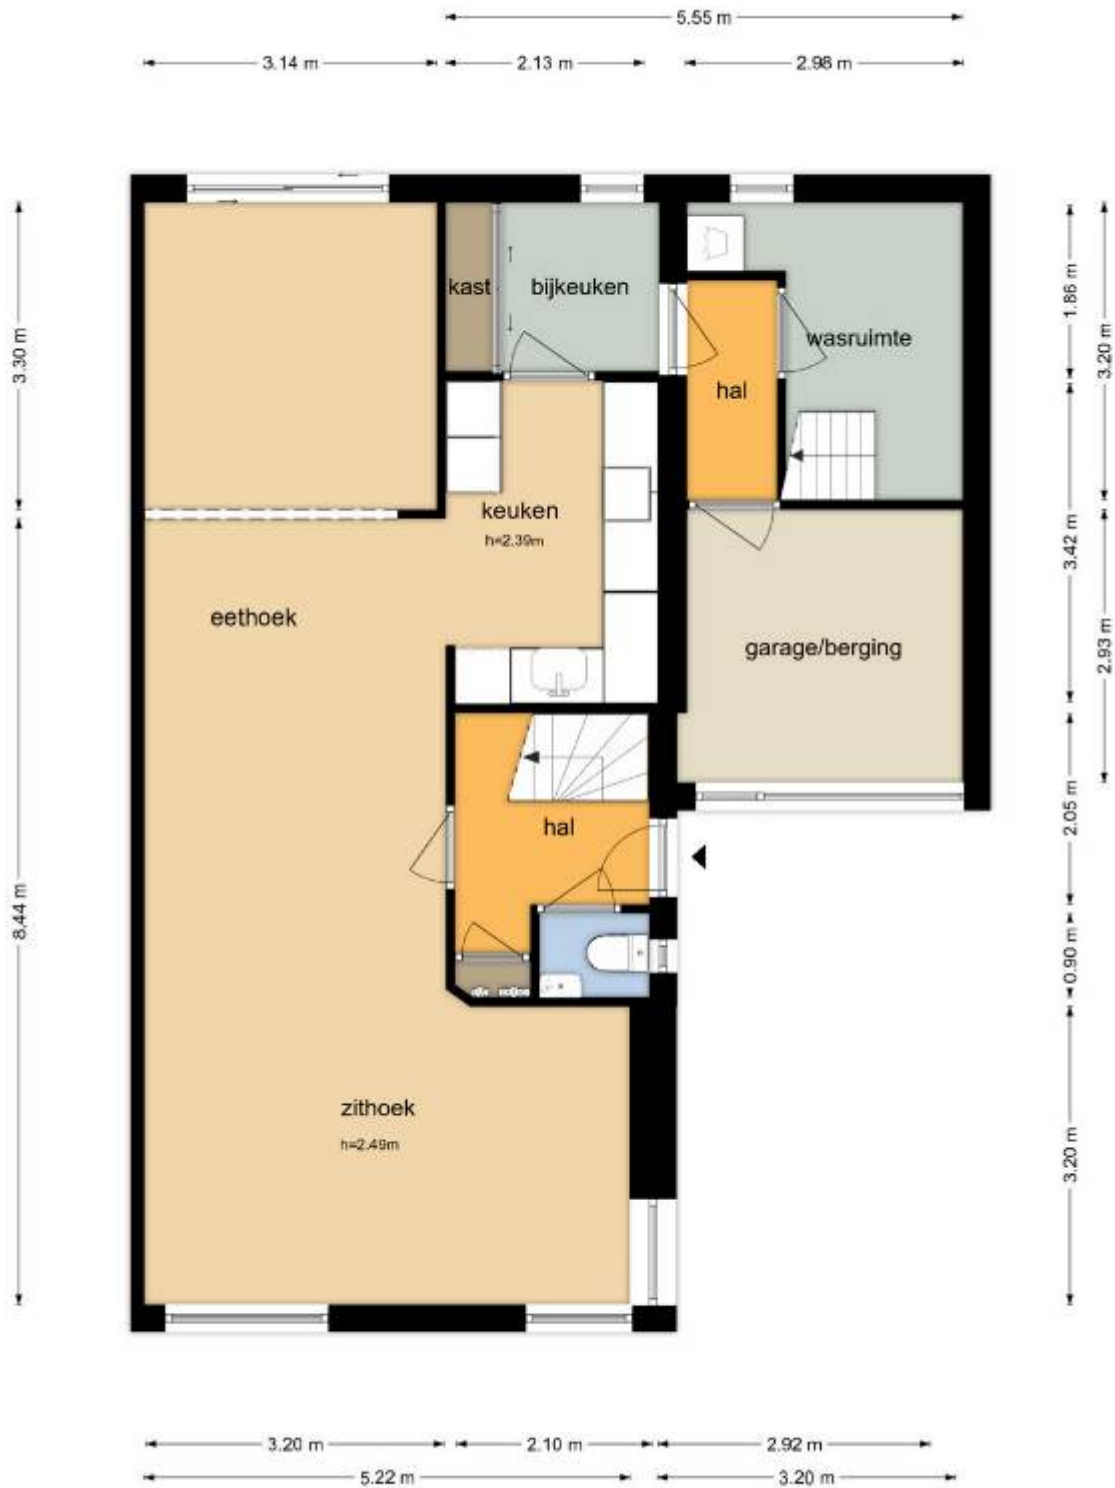 5.55 m
3.14 m
2.13 m
2.98 m
kast
bijkeuken
wasruimte
hal
keuken
h=2.39m
eethoek
garage/berging
hal
zithoek
h=2.49m
3.30 m
8.44 m
1.86 m
3.20 m
3.42 m
2.93 m
2.05 m
0.90 m
3.20 m
3.20 m
2.10 m
2.92 m
5.22 m
3.20 m